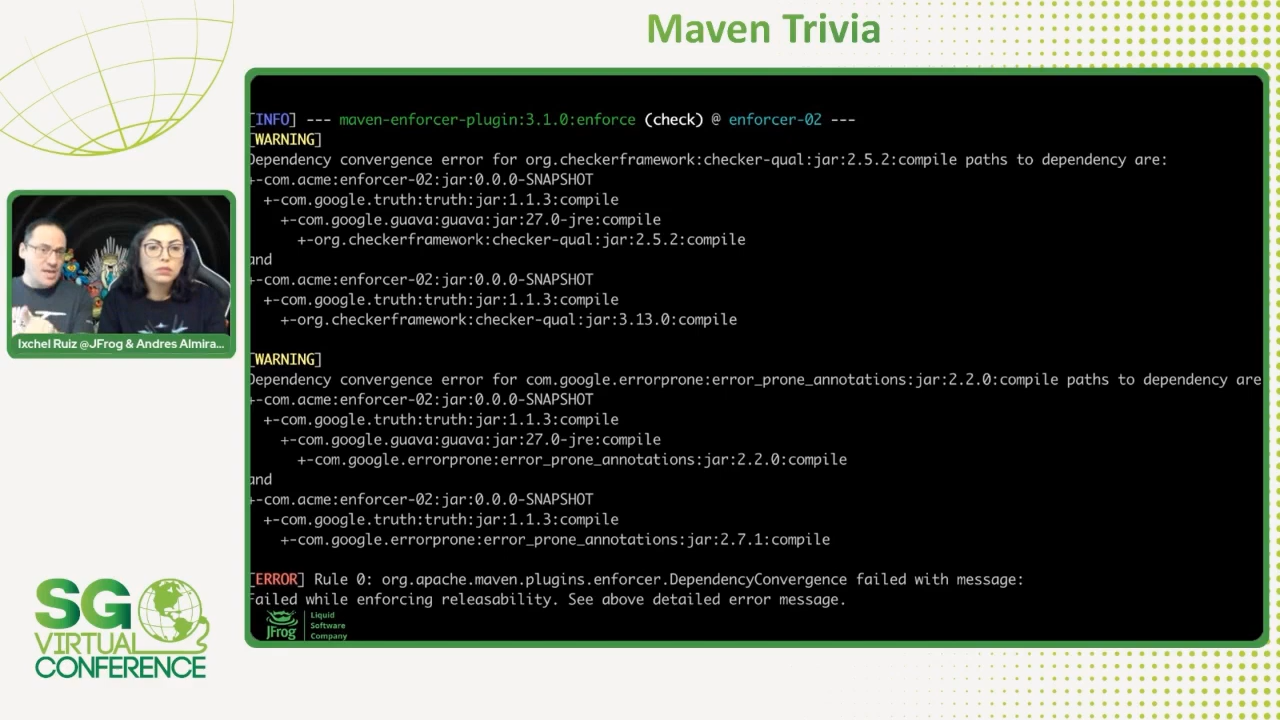 Maven Trivia
[INFO] --- maven-enforcer-plugin:3.1.0:enforce (check) @ enforcer-02 ---
[WARNING]
Dependency convergence error for org.checkerframework:checker-qual:jar:2.5.2:compile paths to dependency are:
+-com.acme:enforcer-02:jar:0.0.0-SNAPSHOT
+-com.google.truth:truth:jar:1.1.3:compile
+-com.google.guava:guava:jar:27.0-jre:compile
+-org.checkerframework:checker-qual:jar:2.5.2:compile
and
+-com.acme:enforcer-02:jar:0.0.0-SNAPSHOT
+-com.google.truth:truth:jar:1.1.3:compile
+-org.checkerframework:checker-qual:jar:3.13.0:compile
[WARNING]
Dependency convergence error for com.google.errorprone:error_prone_annotations:jar:2.2.0:compile paths to dependency are
+-com.acme:enforcer-02:jar:0.0.0-SNAPSHOT
+-com.google.truth:truth:jar:1.1.3:compile
+-com.google.guava:guava:jar:27.0-jre:compile
+-com.google.errorprone:error_prone_annotations:jar:2.2.0:compile
and
+-com.acme:enforcer-02:jar:0.0.0-SNAPSHOT
+-com.google.truth:truth:jar:1.1.3:compile
+-com.google.errorprone:error_prone_annotations:jar:2.7.1:compile
[ERROR] Rule 0: org.apache.maven.plugins.enforcer.DependencyConvergence failed with message:
Failed while enforcing releasability. See above detailed error message.
JFrog
Liquid
Software
Company
Ixchel Ruiz @JFrog & Andres Almira...
SG
VIRTUAL
CONFERENCE